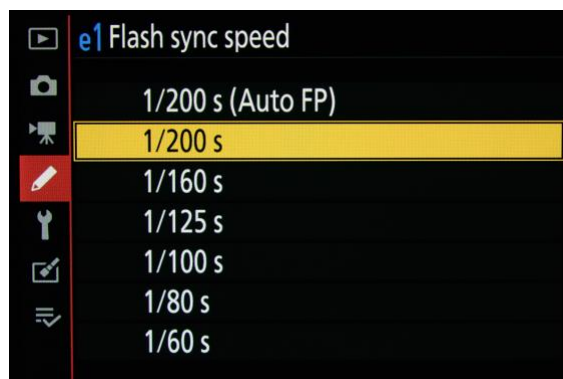 e1 Flash sync speed
1/200 s (Auto FP)
1/200 s
1/160 s
1/125 s
1/100 s
1/80 s
1/60 s